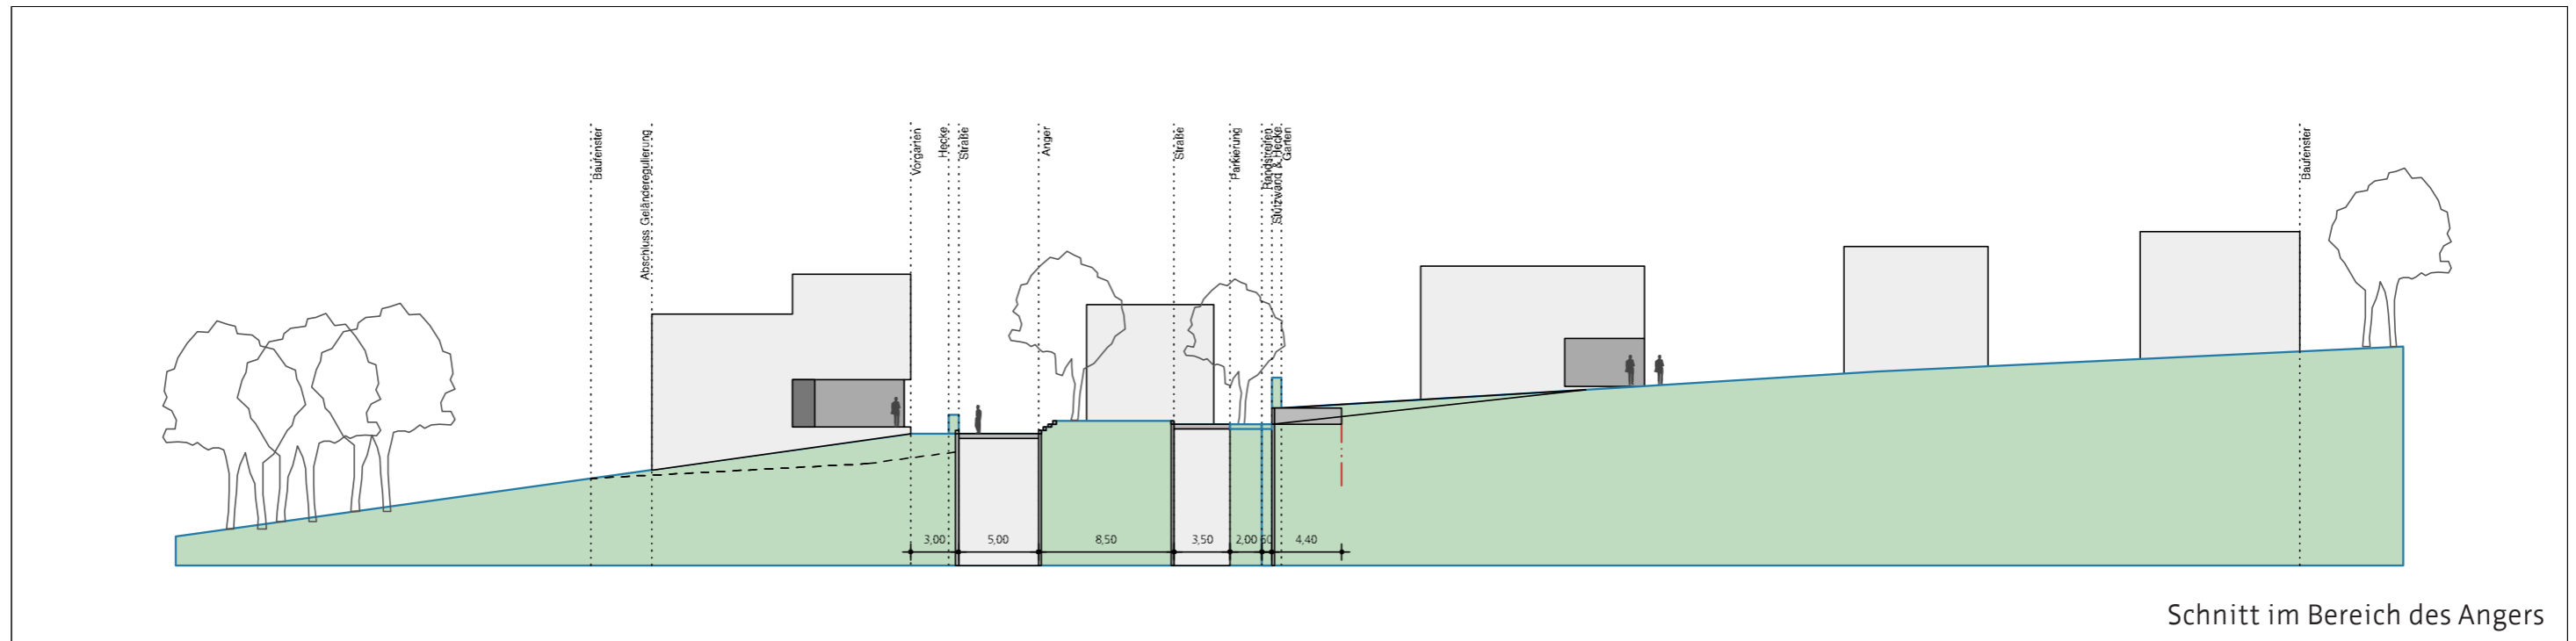 Baufenster
Abschluss Geländeregulierung
Vorgarten
Hecke
Straße
Anger
Straße
Parkierung
Randstreifen
Stützwand & Hecke
Garten
Baufenster
3,00
5,00
8,50
3,50
2,00
50
4,40
Schnitt im Bereich des Angers